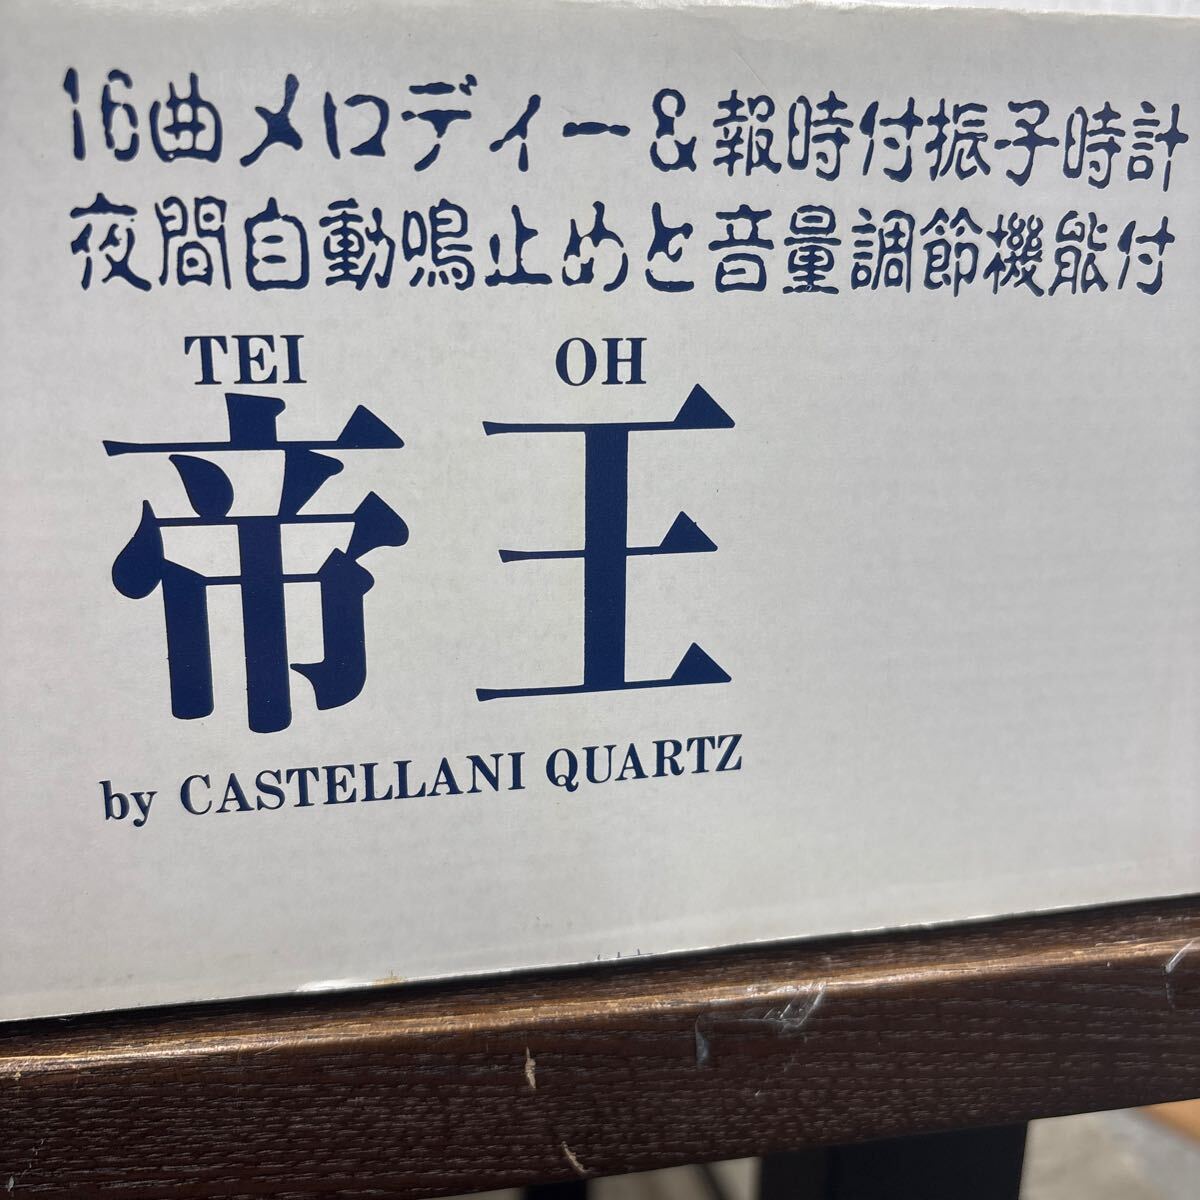 16曲メロディー&報時付振子時計
夜間自動鳴止めと音量調節機能付
TEI OH
帝王
by CASTELLANI QUARTZ